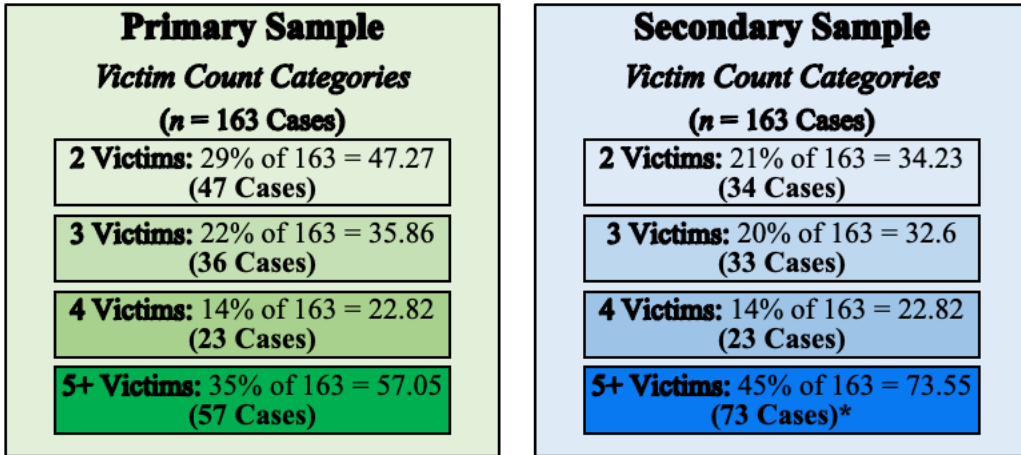 Primary Sample
Victim Count Categories
(n = 163 Cases)
2 Victims: 29% of 163 = 47.27
(47 Cases)
3 Victims: 22% of 163 = 35.86
(36 Cases)
4 Victims: 14% of 163 = 22.82
(23 Cases)
5+ Victims: 35% of 163 = 57.05
(57 Cases)
Secondary Sample
Victim Count Categories
(n = 163 Cases)
2 Victims: 21% of 163 = 34.23
(34 Cases)
3 Victims: 20% of 163 = 32.6
(33 Cases)
4 Victims: 14% of 163 = 22.82
(23 Cases)
5+ Victims: 45% of 163 = 73.55
(73 Cases)*